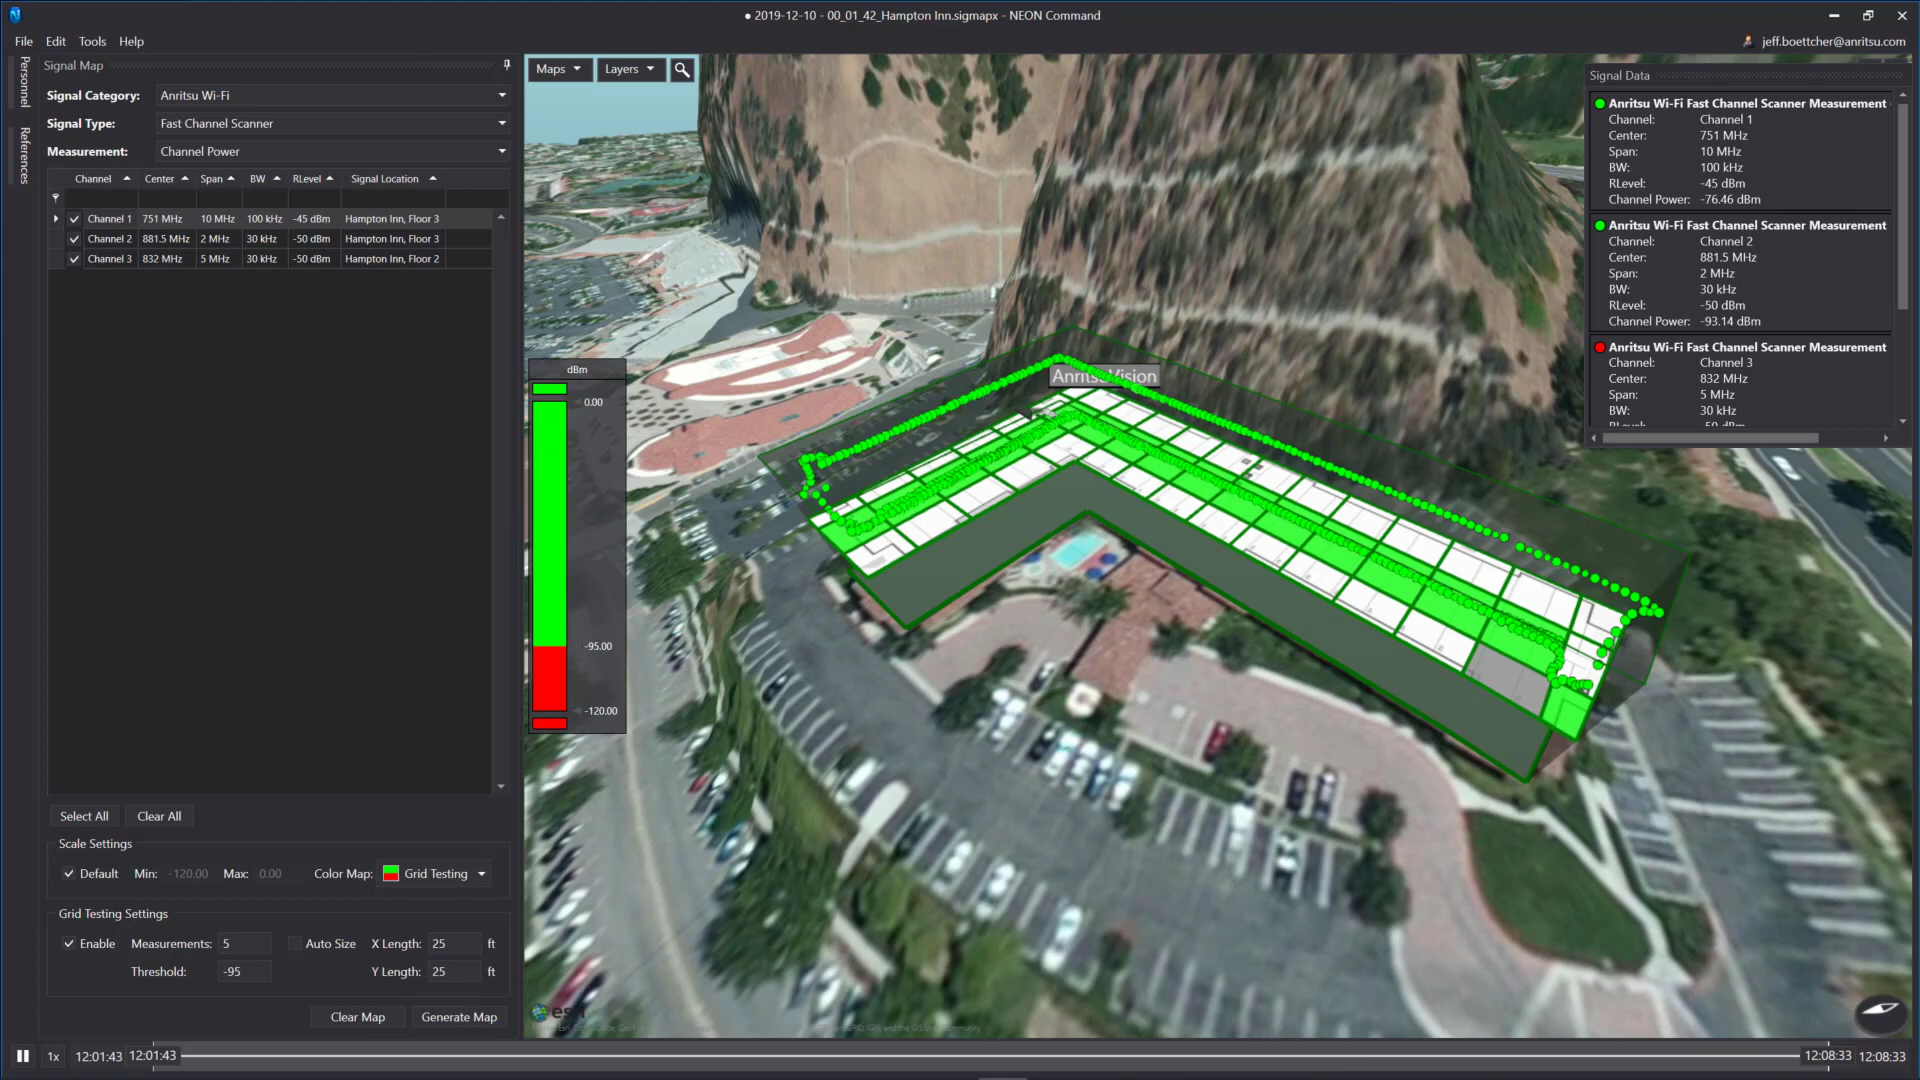 ● 2019-12-10 - 00_01_42_Hampton Inn.sigmapx - NEON Command
File Edit Tools Help
jeff.boettcher@anritsu.com
Personnel
References
Signal Map
Signal Category: Anritsu Wi-Fi
Signal Type: Fast Channel Scanner
Measurement: Channel Power
Channel Center Span BW RLevel Signal Location
Channel 1 751 MHz 10 MHz 100 kHz -45 dBm Hampton Inn, Floor 3
Channel 2 881.5 MHz 2 MHz 30 kHz -50 dBm Hampton Inn, Floor 3
Channel 3 832 MHz 5 MHz 30 kHz -50 dBm Hampton Inn, Floor 2
Select All Clear All
Scale Settings
Default Min: -120.00 Max: 0.00 Color Map: Grid Testing
Grid Testing Settings
Enable Measurements: 5 Auto Size X Length: 25 ft
Threshold: -95 Y Length: 25 ft
Clear Map Generate Map
Maps Layers
dBm
0.00
-95.00
-120.00
Signal Data
Anritsu Wi-Fi Fast Channel Scanner Measurement
Channel: Channel 1
Center: 751 MHz
Span: 10 MHz
BW: 100 kHz
RLevel: -45 dBm
Channel Power: -76.46 dBm
Anritsu Wi-Fi Fast Channel Scanner Measurement
Channel: Channel 2
Center: 881.5 MHz
Span: 2 MHz
BW: 30 kHz
RLevel: -50 dBm
Channel Power: -93.14 dBm
Anritsu Wi-Fi Fast Channel Scanner Measurement
Channel: Channel 3
Center: 832 MHz
Span: 5 MHz
BW: 30 kHz
1x 12:01:43 12:01:43 12:08:33 12:08:33